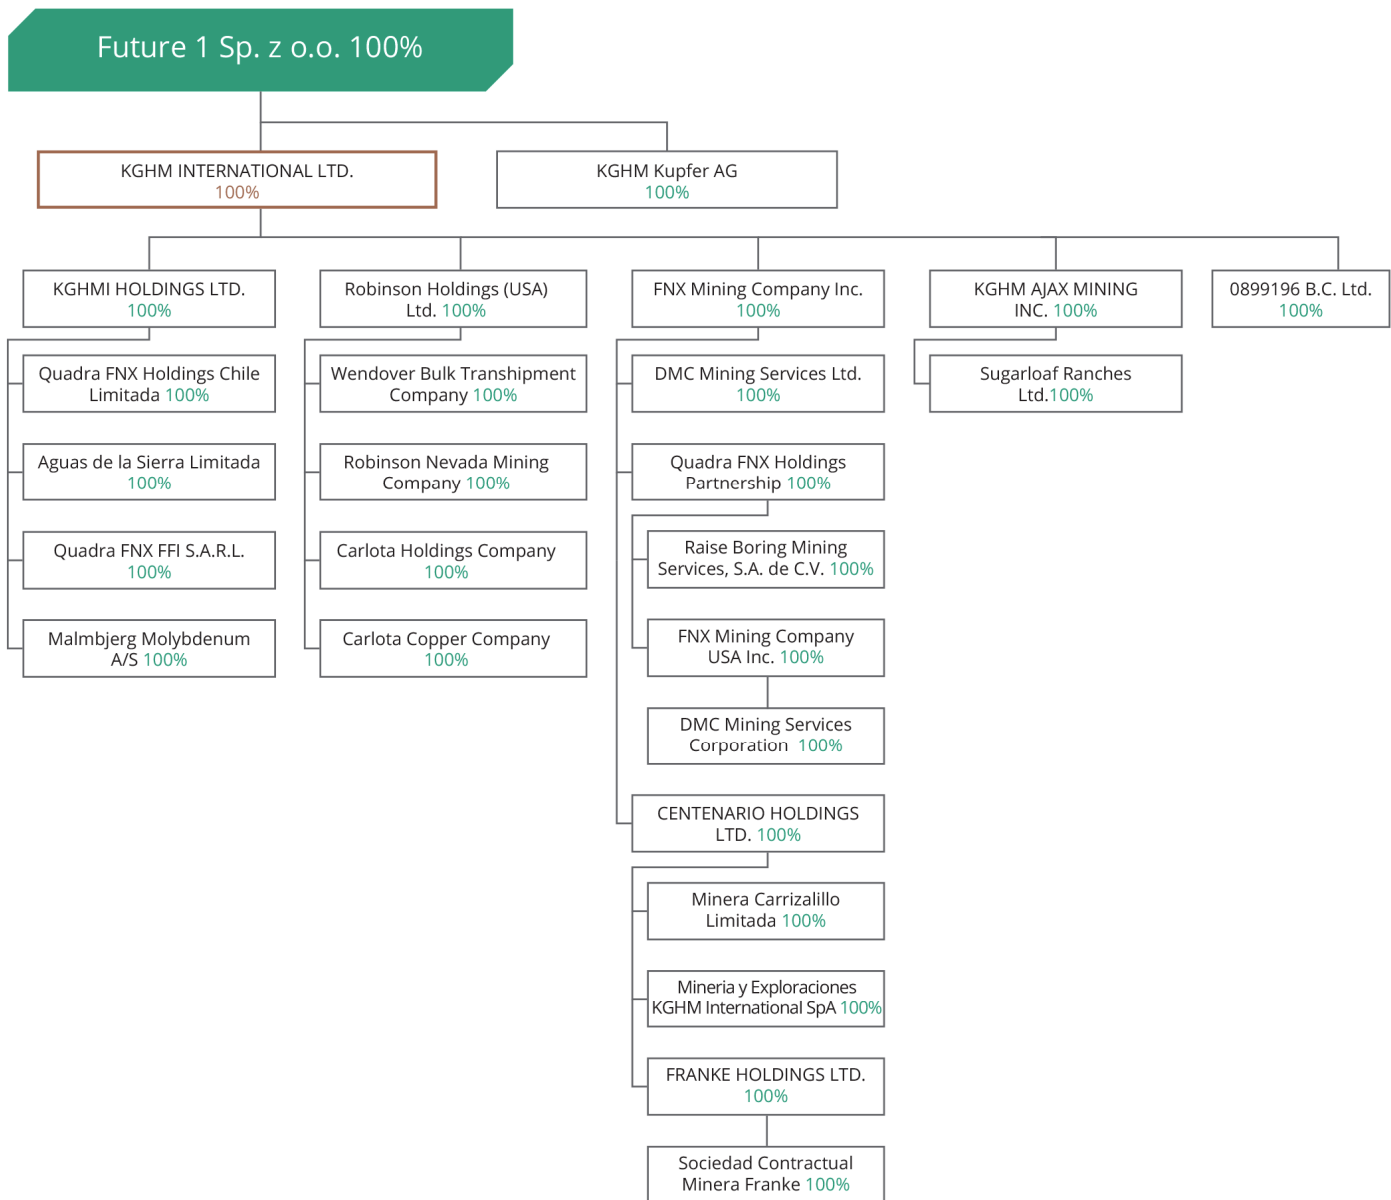 Future 1 Sp. z o.o. 100%
KGHM INTERNATIONAL LTD.
100%
KGHM Kupfer AG
100%
KGHMI HOLDINGS LTD.
100%
Quadra FNX Holdings Chile
Limitada 100%
Aguas de la Sierra Limitada
100%
Quadra FNX FFI S.A.R.L.
100%
Malmbjerg Molybdenum
A/S 100%
Robinson Holdings (USA)
Ltd. 100%
Wendover Bulk Transhipment
Company 100%
Robinson Nevada Mining
Company 100%
Carlota Holdings Company
100%
Carlota Copper Company
100%
FNX Mining Company Inc.
100%
DMC Mining Services Ltd.
100%
Quadra FNX Holdings
Partnership 100%
Raise Boring Mining
Services, S.A. de C.V. 100%
FNX Mining Company
USA Inc. 100%
DMC Mining Services
Corporation 100%
CENTENARIO HOLDINGS
LTD. 100%
Minera Carrizalillo
Limitada 100%
Mineria y Exploraciones
KGHM International SpA 100%
FRANKE HOLDINGS LTD.
100%
Sociedad Contractual
Minera Franke 100%
KGHM AJAX MINING
INC. 100%
Sugarloaf Ranches
Ltd.100%
0899196 B.C. Ltd.
100%